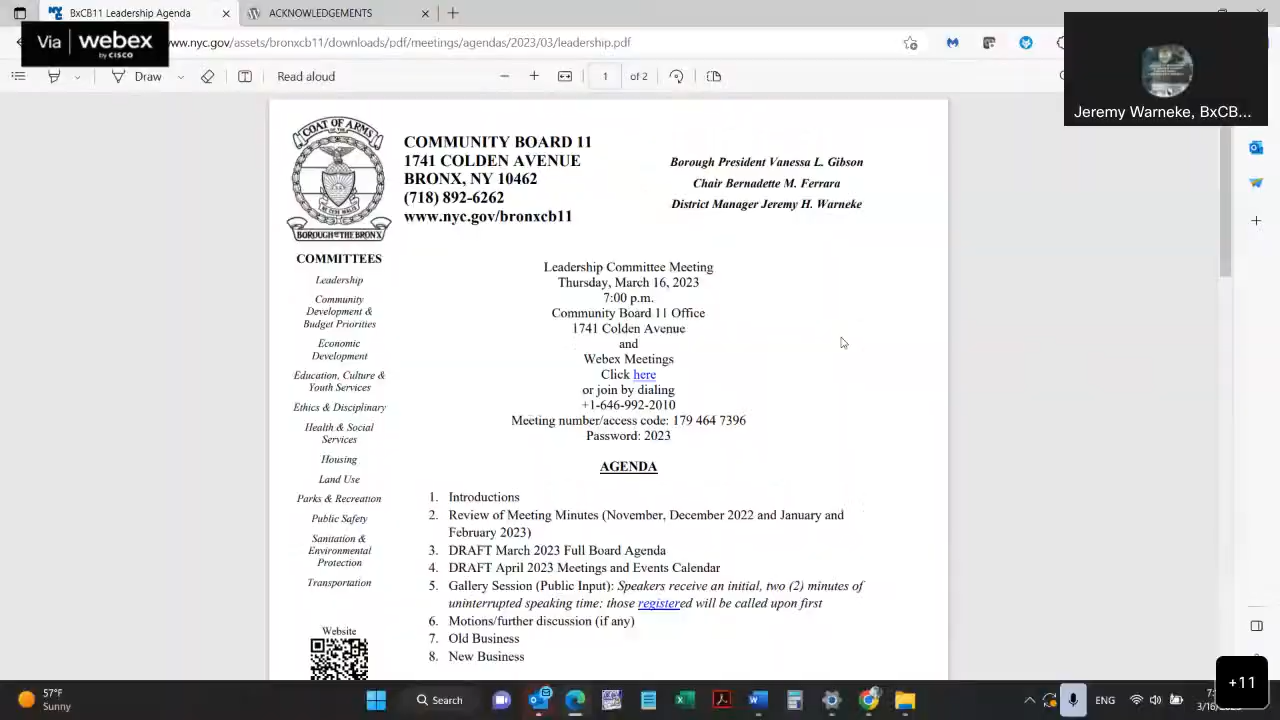 BxCB11 Leadership Agenda
ACKNOWLEDGEMENTS
Via webex
by CISCO
www.nyc.gov/assets/bronxcb11/downloads/pdf/meetings/agendas/2023/03/leadership.pdf
Draw
Read aloud
1 of 2
Jeremy Warneke, BxCB...
COAT OF ARMS
BOROUGH OF THE BRONX
COMMUNITY BOARD 11
1741 COLDEN AVENUE
BRONX, NY 10462
(718) 892-6262
www.nyc.gov/bronxcb11
Borough President Vanessa L. Gibson
Chair Bernadette M. Ferrara
District Manager Jeremy H. Warneke
COMMITTEES
Leadership
Community
Development &
Budget Priorities
Economic
Development
Education, Culture &
Youth Services
Ethics & Disciplinary
Health & Social
Services
Housing
Land Use
Parks & Recreation
Public Safety
Sanitation &
Environmental
Protection
Transportation
Website
Leadership Committee Meeting
Thursday, March 16, 2023
7:00 p.m.
Community Board 11 Office
1741 Colden Avenue
and
Webex Meetings
Click here
or join by dialing
+1-646-992-2010
Meeting number/access code: 179 464 7396
Password: 2023
AGENDA
1. Introductions
2. Review of Meeting Minutes (November, December 2022 and January and
February 2023)
3. DRAFT March 2023 Full Board Agenda
4. DRAFT April 2023 Meetings and Events Calendar
5. Gallery Session (Public Input): Speakers receive an initial, two (2) minutes of
uninterrupted speaking time; those registered will be called upon first
6. Motions/further discussion (if any)
7. Old Business
8. New Business
57°F
Sunny
Search
ENG
+11